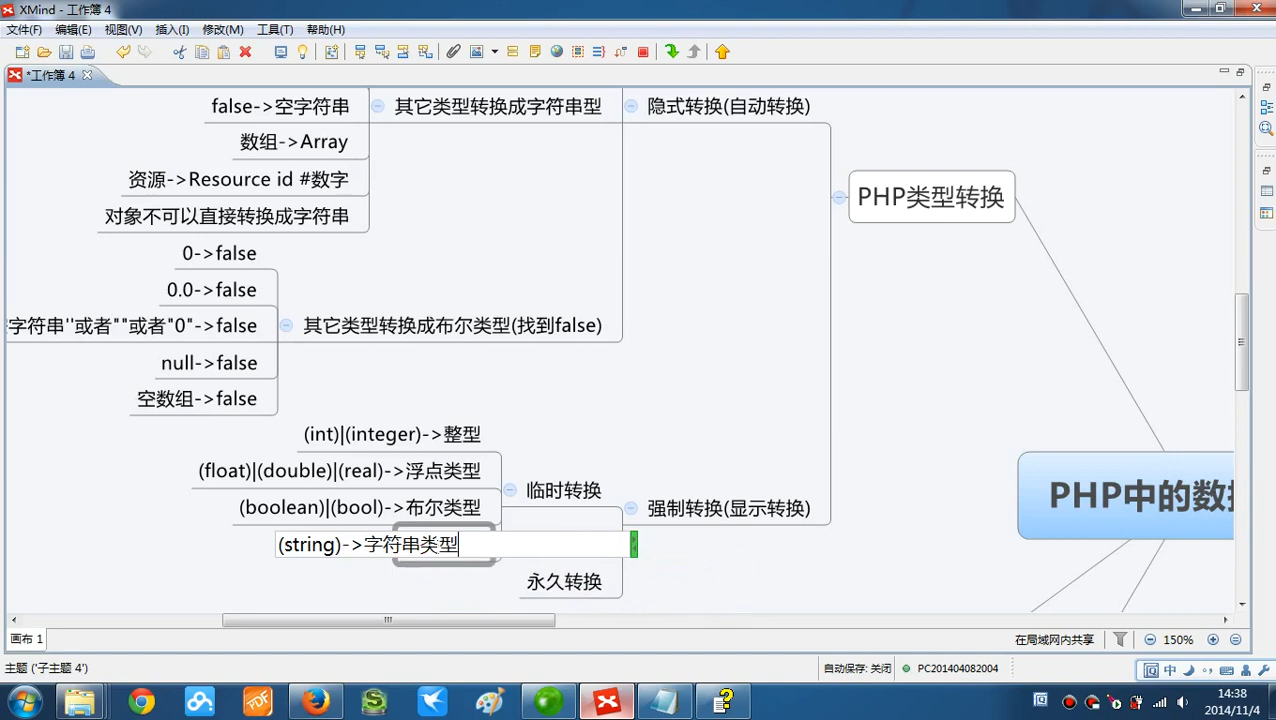 XMind - 工作簿 4
文件(F) 编辑(E) 视图(V) 插入(I) 修改(M) 工具(T) 帮助(H)
*工作簿 4
false->空字符串
其它类型转换成字符串型
隐式转换(自动转换)
数组->Array
资源->Resource id #数字
对象不可以直接转换成字符串
PHP类型转换
0->false
0.0->false
字符串''或者""或者"0"->false
其它类型转换成布尔类型(找到false)
null->false
空数组->false
(int)|(integer)->整型
(float)|(double)|(real)->浮点类型
临时转换
(boolean)|(bool)->布尔类型
强制转换(显示转换)
PHP中的数
(string)->字符串类型
永久转换
画布 1
在局域网内共享
150%
主题 ('子主题 4')
自动保存: 关闭
PC201404082004
中
PDF
14:38
2014/11/4